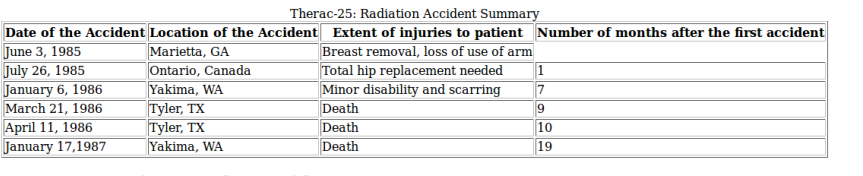 Therac-25: Radiation Accident Summary
Date of the Accident Location of the Accident Extent of injuries to patient Number of months after the first accident
June 3, 1985 Marietta, GA Breast removal, loss of use of arm
July 26, 1985 Ontario, Canada Total hip replacement needed 1
January 6, 1986 Yakima, WA Minor disability and scarring 7
March 21, 1986 Tyler, TX Death 9
April 11, 1986 Tyler, TX Death 10
January 17,1987 Yakima, WA Death 19